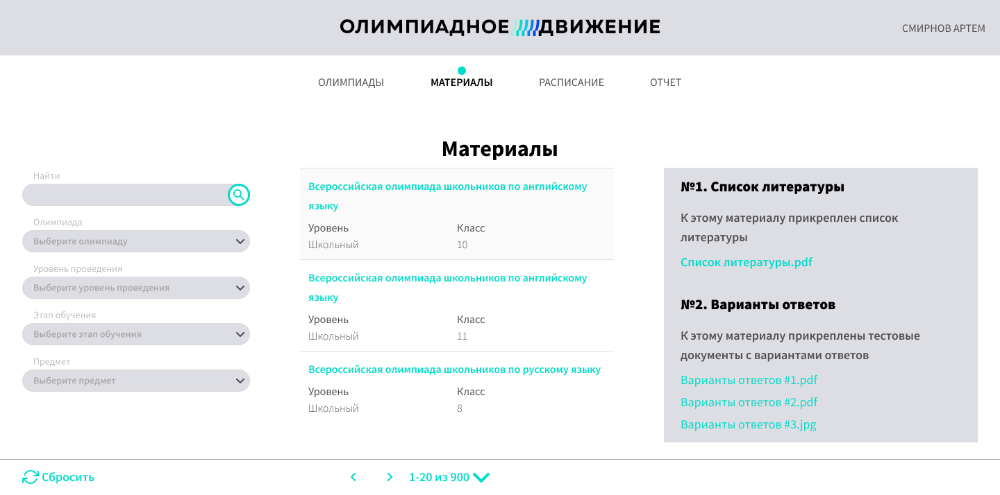 ОЛИМПИАДНОЕ ДВИЖЕНИЕ
СМИРНОВ АРТЕМ
ОЛИМПИАДЫ
МАТЕРИАЛЫ
РАСПИСАНИЕ
ОТЧЕТ
Материалы
Найти
Олимпиада
Выберите олимпиаду
Уровень проведения
Выберите уровень проведения
Этап обучения
Выберите этап обучения
Предмет
Выберите предмет
Всероссийская олимпиада школьников по английскому
языку
Уровень
Класс
Школьный
10
Всероссийская олимпиада школьников по английскому
языку
Уровень
Класс
Школьный
11
Всероссийская олимпиада школьников по русскому языку
Уровень
Класс
Школьный
8
№1. Список литературы
К этому материалу прикреплен список
литературы
Список литературы.pdf
№2. Варианты ответов
К этому материалу прикреплены тестовые
документы с вариантами ответов
Варианты ответов #1.pdf
Варианты ответов #2.pdf
Варианты ответов #3.jpg
Сбросить
1-20 из 900